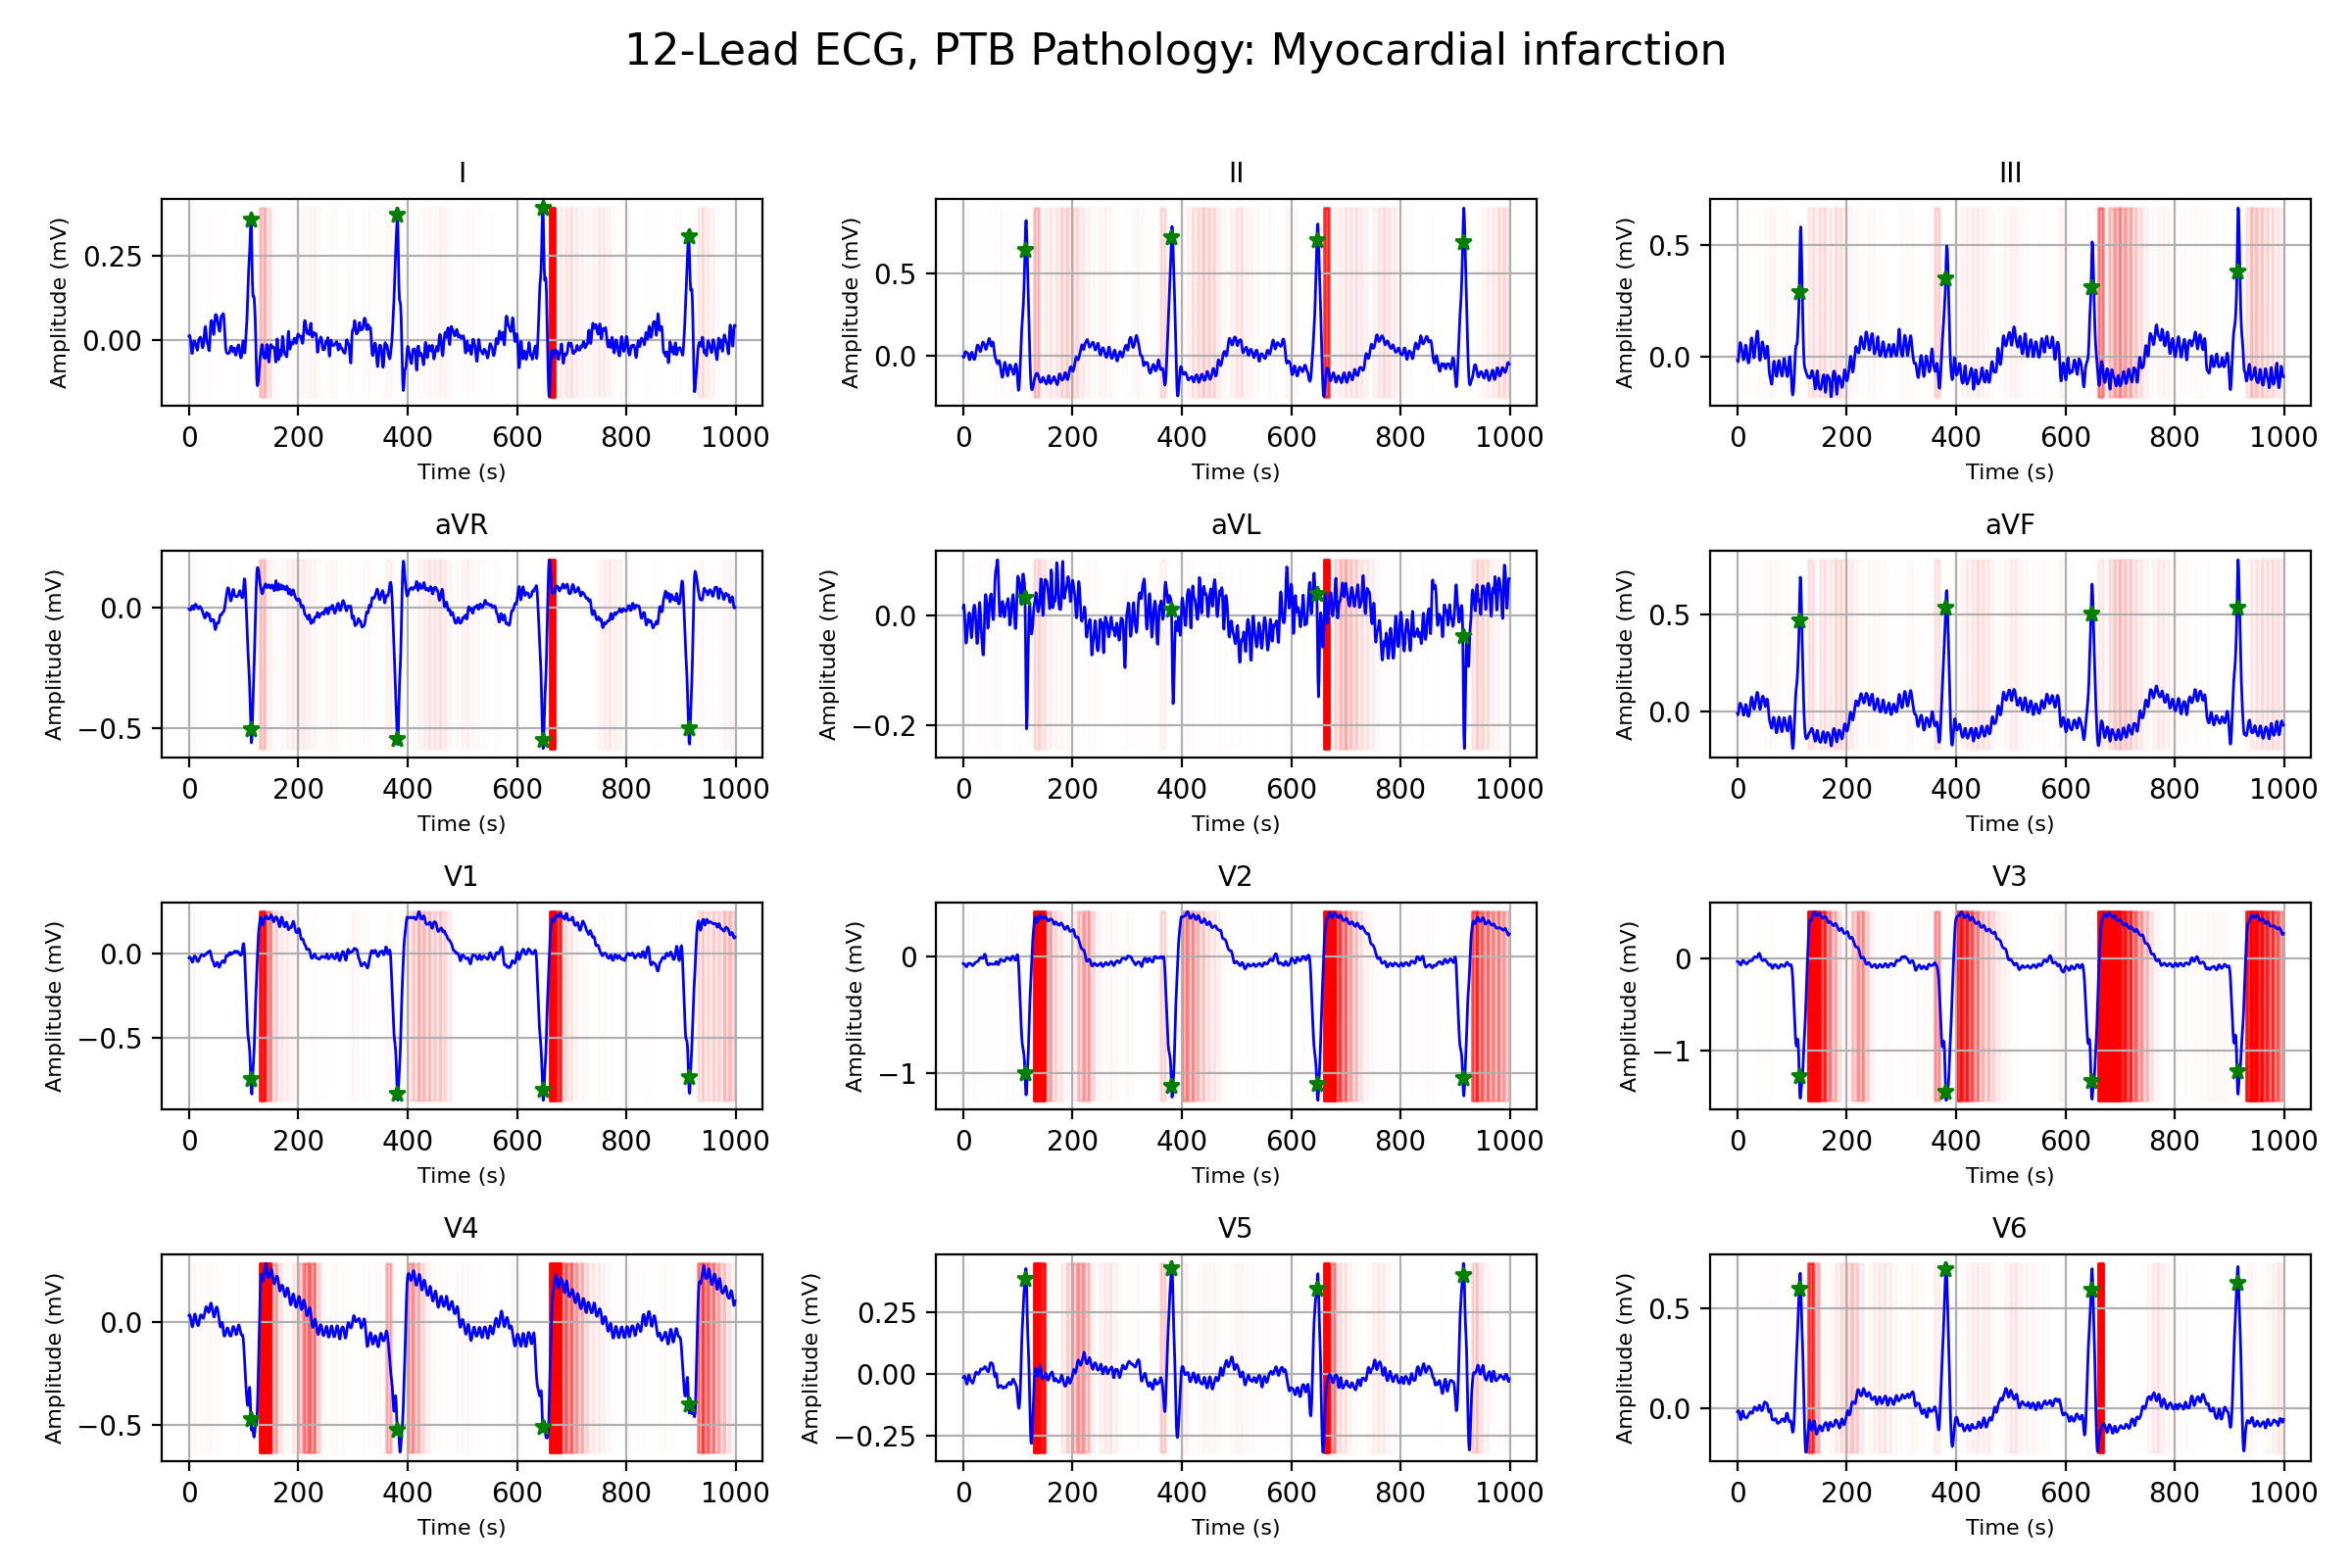 12-Lead ECG, PTB Pathology: Myocardial infarction
I
II
III
Amplitude (mV)
0.25
0.00
0 200 400 600 800 1000
Time (s)
Amplitude (mV)
0.5
0.0
0 200 400 600 800 1000
Time (s)
Amplitude (mV)
0.5
0.0
0 200 400 600 800 1000
Time (s)
aVR
aVL
aVF
Amplitude (mV)
0.0
−0.5
0 200 400 600 800 1000
Time (s)
Amplitude (mV)
0.0
−0.2
0 200 400 600 800 1000
Time (s)
Amplitude (mV)
0.5
0.0
0 200 400 600 800 1000
Time (s)
V1
V2
V3
Amplitude (mV)
0.0
−0.5
0 200 400 600 800 1000
Time (s)
Amplitude (mV)
0
−1
0 200 400 600 800 1000
Time (s)
Amplitude (mV)
0
−1
0 200 400 600 800 1000
Time (s)
V4
V5
V6
Amplitude (mV)
0.0
−0.5
0 200 400 600 800 1000
Time (s)
Amplitude (mV)
0.25
0.00
−0.25
0 200 400 600 800 1000
Time (s)
Amplitude (mV)
0.5
0.0
0 200 400 600 800 1000
Time (s)